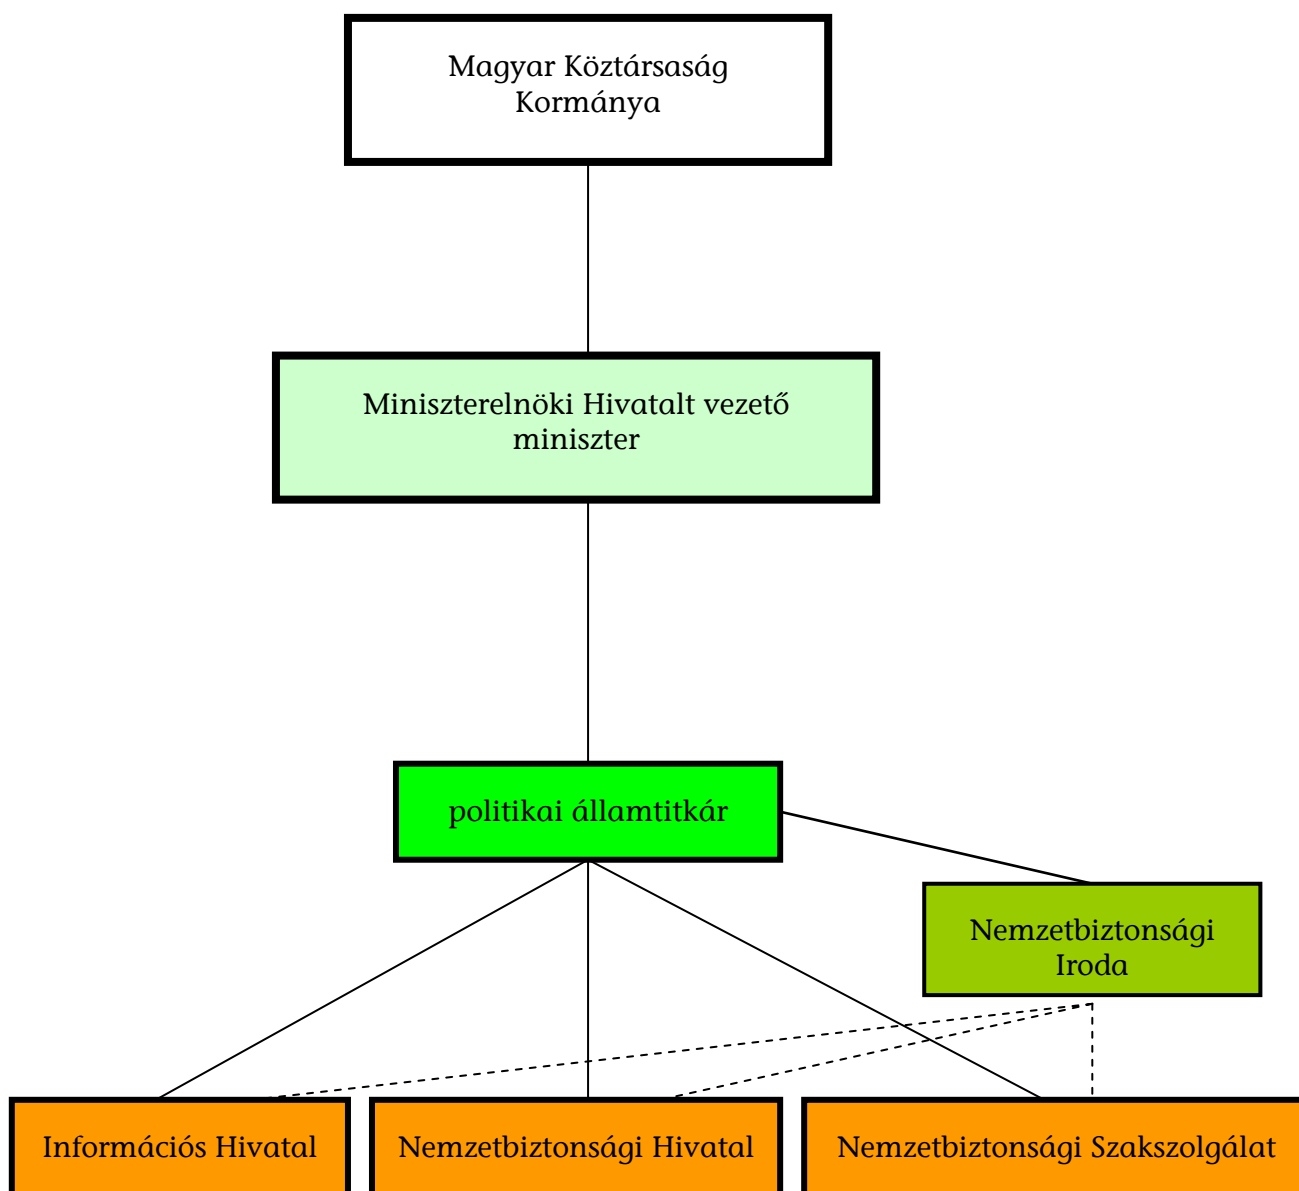 Magyar Köztársaság
Kormánya
Miniszterelnöki Hivatalt vezető
miniszter
politikai államtitkár
Nemzetbiztonsági
Iroda
Információs Hivatal
Nemzetbiztonsági Hivatal
Nemzetbiztonsági Szakszolgálat